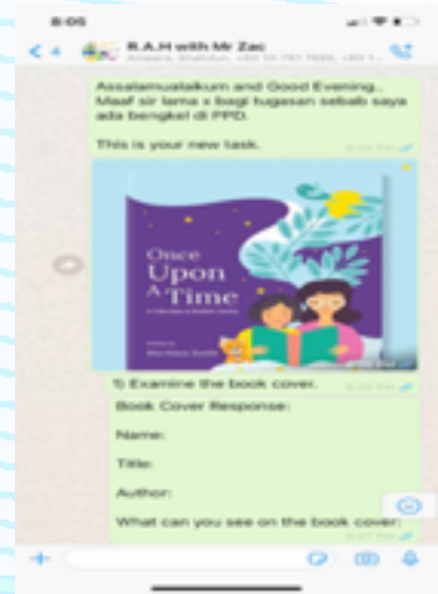 8:05
4
R.A.H with Mr Zac
Assalamualaikum and Good Evening..
Maaf sir lama x bagi tugasan sebab saya
ada bengkel di PPD.
This is your new task.
Once
Upon
A Time
1) Examine the book cover.
Book Cover Response:
Name:
Title:
Author:
What can you see on the book cover: